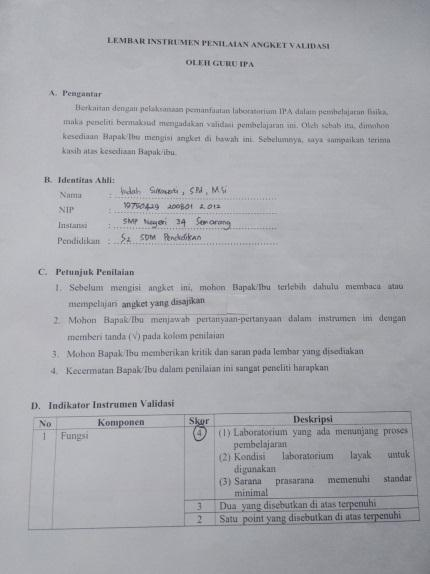 LEMBAR INSTRUMEN PENILAIAN ANGKET VALIDASI
OLEH GURU IPA
A. Pengantar
Berkaitan dengan pelaksanaan pemanfaatan laboratorium IPA dalam pembelajaran fisika,
maka peneliti bermaksud mengadakan validasi pembelajaran ini. Oleh sebab itu, dimohon
kesediaan Bapak/Ibu mengisi angket di bawah ini. Sebelumnya, saya sampaikan terima
kasih atas kesediaan Bapak/ibu.
B. Identitas Ahli:
Nama : Indah , S.Pd, M.Si
NIP : 19750429 200801 2 012
Instansi : SMP Negeri 34 Semarang
Pendidikan : S2 SDM Pendidikan
C. Petunjuk Penilaian
1. Sebelum mengisi angket ini, mohon Bapak/Ibu terlebih dahulu membaca atau
mempelajari angket yang disajikan
2. Mohon Bapak/Ibu menjawab pertanyaan-pertanyaan dalam instrumen ini dengan
memberi tanda (√) pada kolom penilaian
3. Mohon Bapak/Ibu memberikan kritik dan saran pada lembar yang disediakan
4. Kecermatan Bapak/Ibu dalam penilaian ini sangat peneliti harapkan
D. Indikator Instrumen Validasi
No Komponen Skor Deskripsi
1 Fungsi 4 (1) Laboratorium yang ada menunjang proses
pembelajaran
(2) Kondisi laboratorium layak untuk
digunakan
(3) Sarana prasarana memenuhi standar
minimal
3 Dua yang disebutkan di atas terpenuhi
2 Satu point yang disebutkan di atas terpenuhi